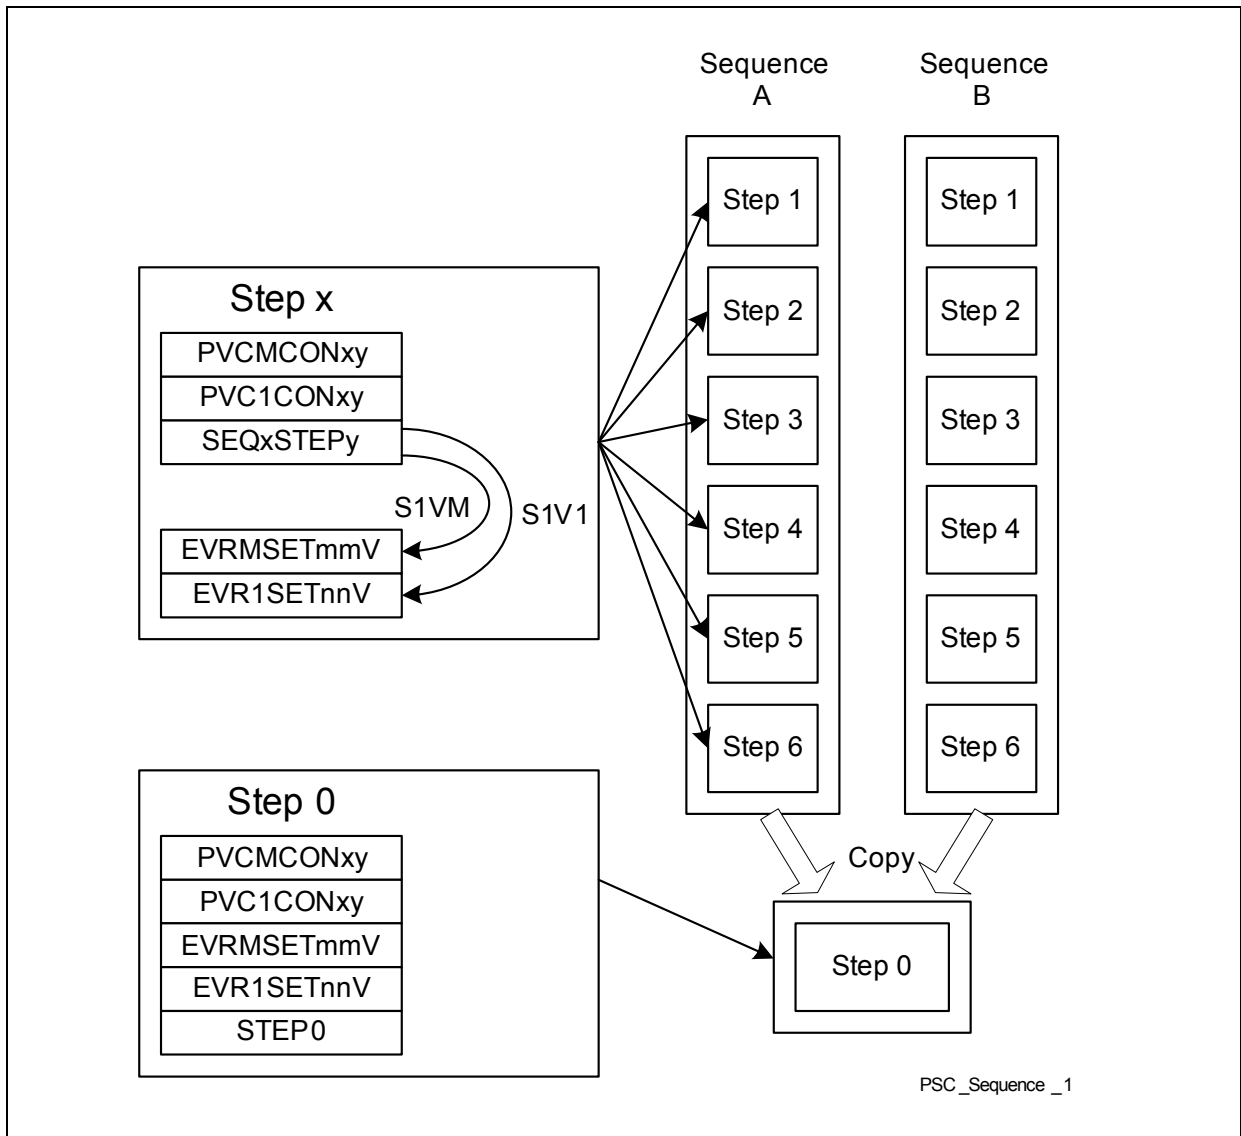 Sequence
A
Sequence
B
Step x
PVCMCONxy
PVC1CONxy
SEQxSTEPy
S1VM
S1V1
EVRMSETmmV
EVR1SETnnV
Step 1
Step 2
Step 3
Step 4
Step 5
Step 6
Step 1
Step 2
Step 3
Step 4
Step 5
Step 6
Step 0
PVCMCONxy
PVC1CONxy
EVRMSETmmV
EVR1SETnnV
STEP0
Copy
Step 0
PSC_Sequence _1